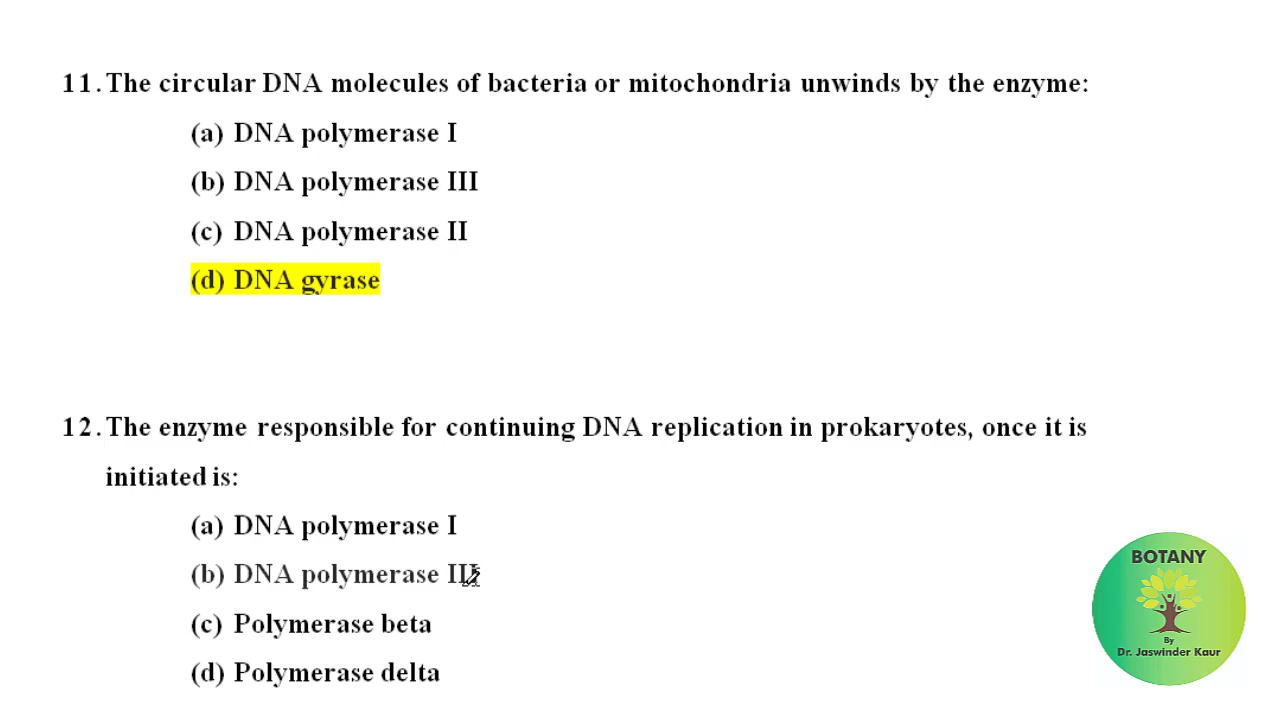 11. The circular DNA molecules of bacteria or mitochondria unwinds by the enzyme:
(a) DNA polymerase I
(b) DNA polymerase III
(c) DNA polymerase II
(d) DNA gyrase
12. The enzyme responsible for continuing DNA replication in prokaryotes, once it is
initiated is:
(a) DNA polymerase I
(b) DNA polymerase III
(c) Polymerase beta
(d) Polymerase delta
BOTANY
By
Dr. Jaswinder Kaur